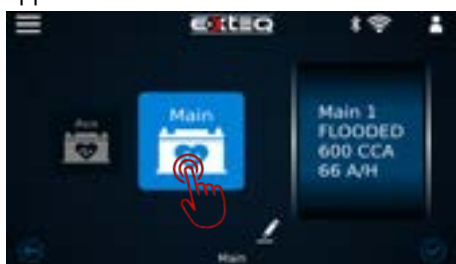 EXTEQ
Aux
Main
Main 1
FLOODED
600 CCA
66 A/H
Main